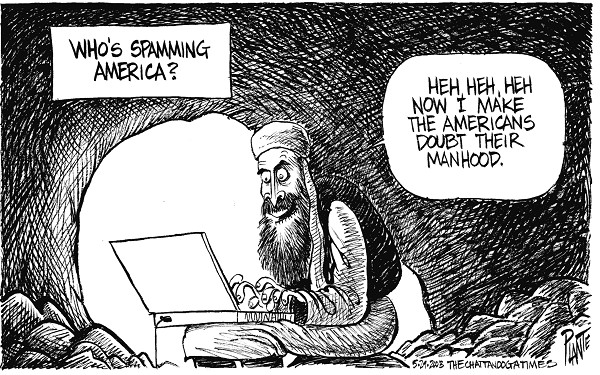 WHO'S SPAMMING
AMERICA?
HEH, HEH, HEH
NOW I MAKE
THE AMERICANS
DOUBT THEIR
MANHOOD.
PLANTE
5-29-2003 THE CHATTANOOGA TIMES